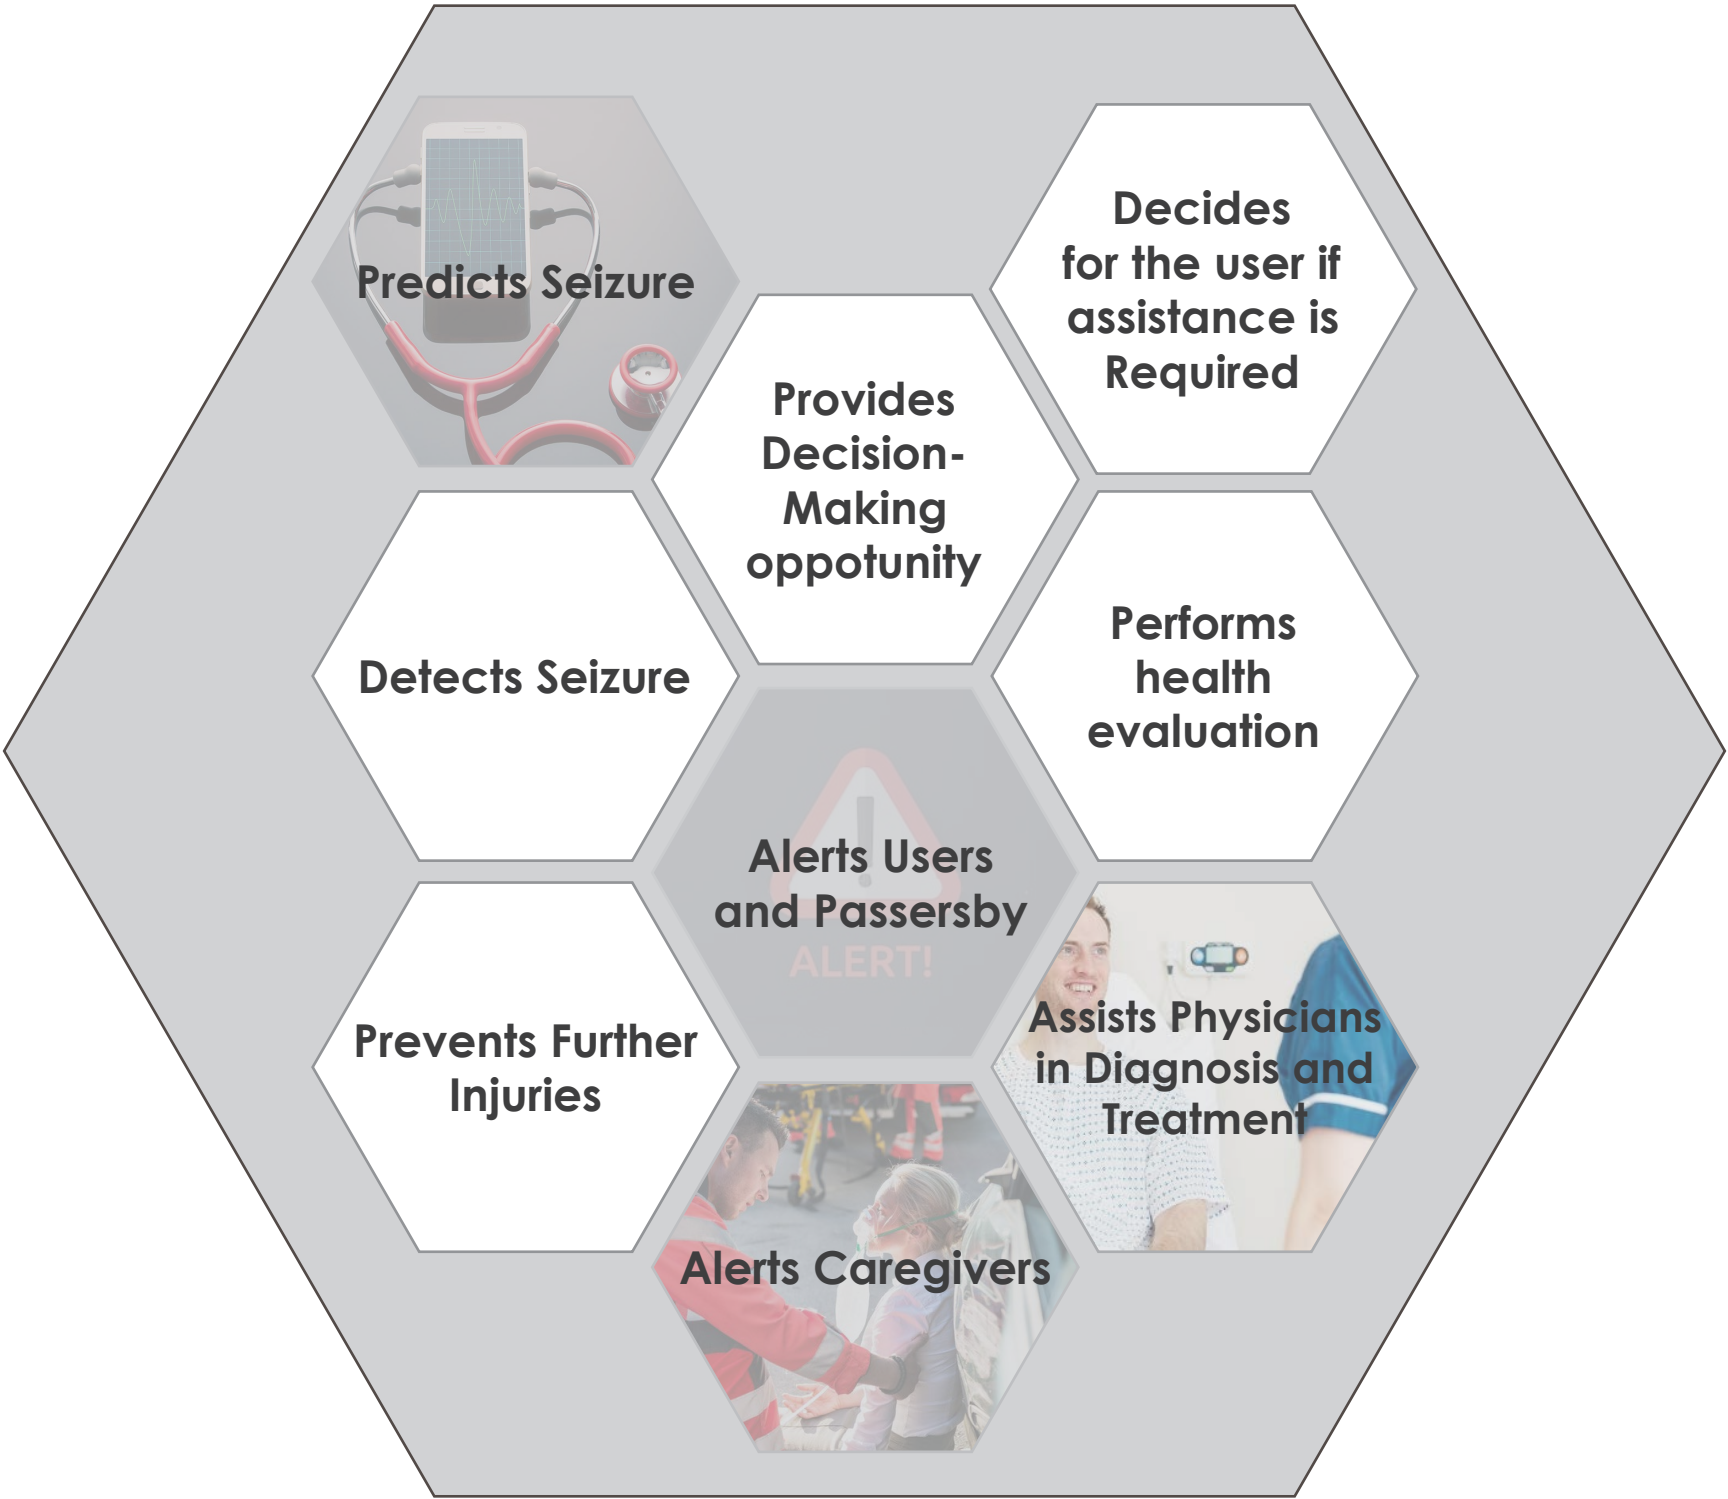 Predicts Seizure
Decides
for the user if
assistance is
Required
Provides
Decision-
Making
oppotunity
Detects Seizure
Performs
health
evaluation
Alerts Users
and Passersby
ALERT!
Prevents Further
Injuries
Assists Physicians
in Diagnosis and
Treatment
Alerts Caregivers